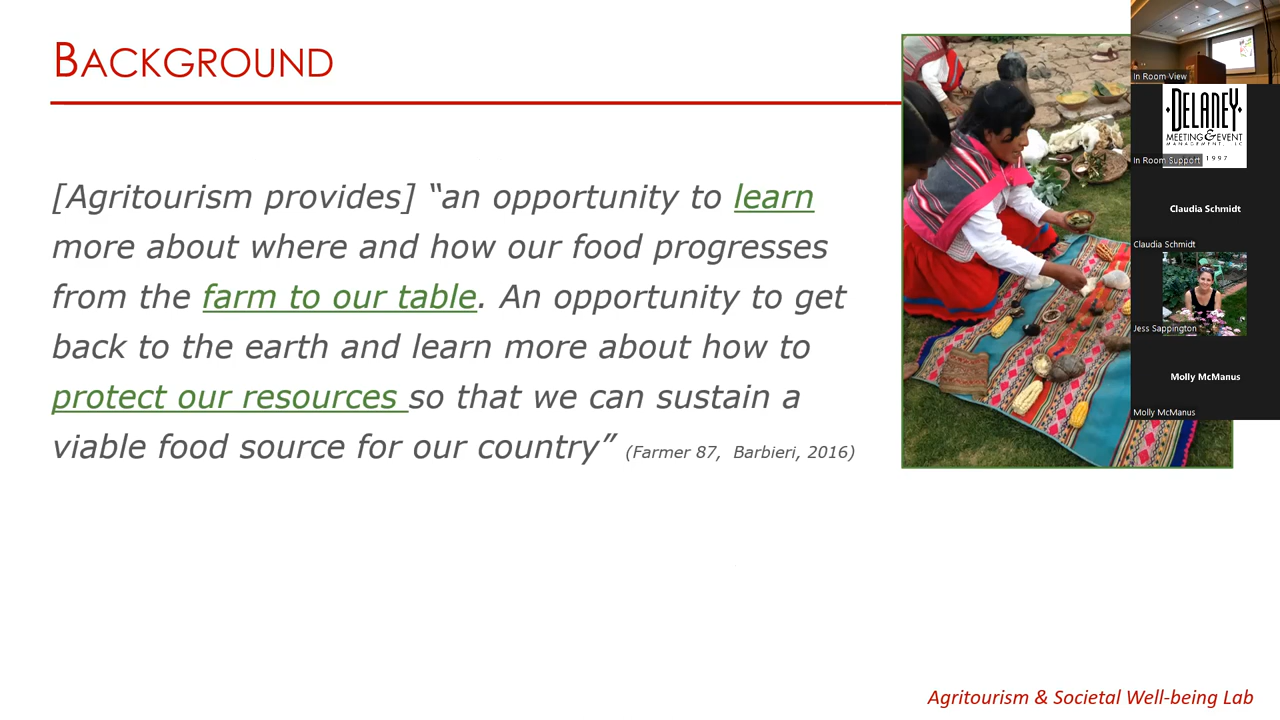 BACKGROUND
[Agritourism provides] “an opportunity to learn
more about where and how our food progresses
from the farm to our table. An opportunity to get
back to the earth and learn more about how to
protect our resources so that we can sustain a
viable food source for our country” (Farmer 87, Barbieri, 2016)
Agritourism & Societal Well-being Lab
In Room View
DELANEY
MEETING & EVENT
MANAGEMENT, LLC
1997
In Room Support
Claudia Schmidt
Claudia Schmidt
Jess Sappington
Molly McManus
Molly McManus